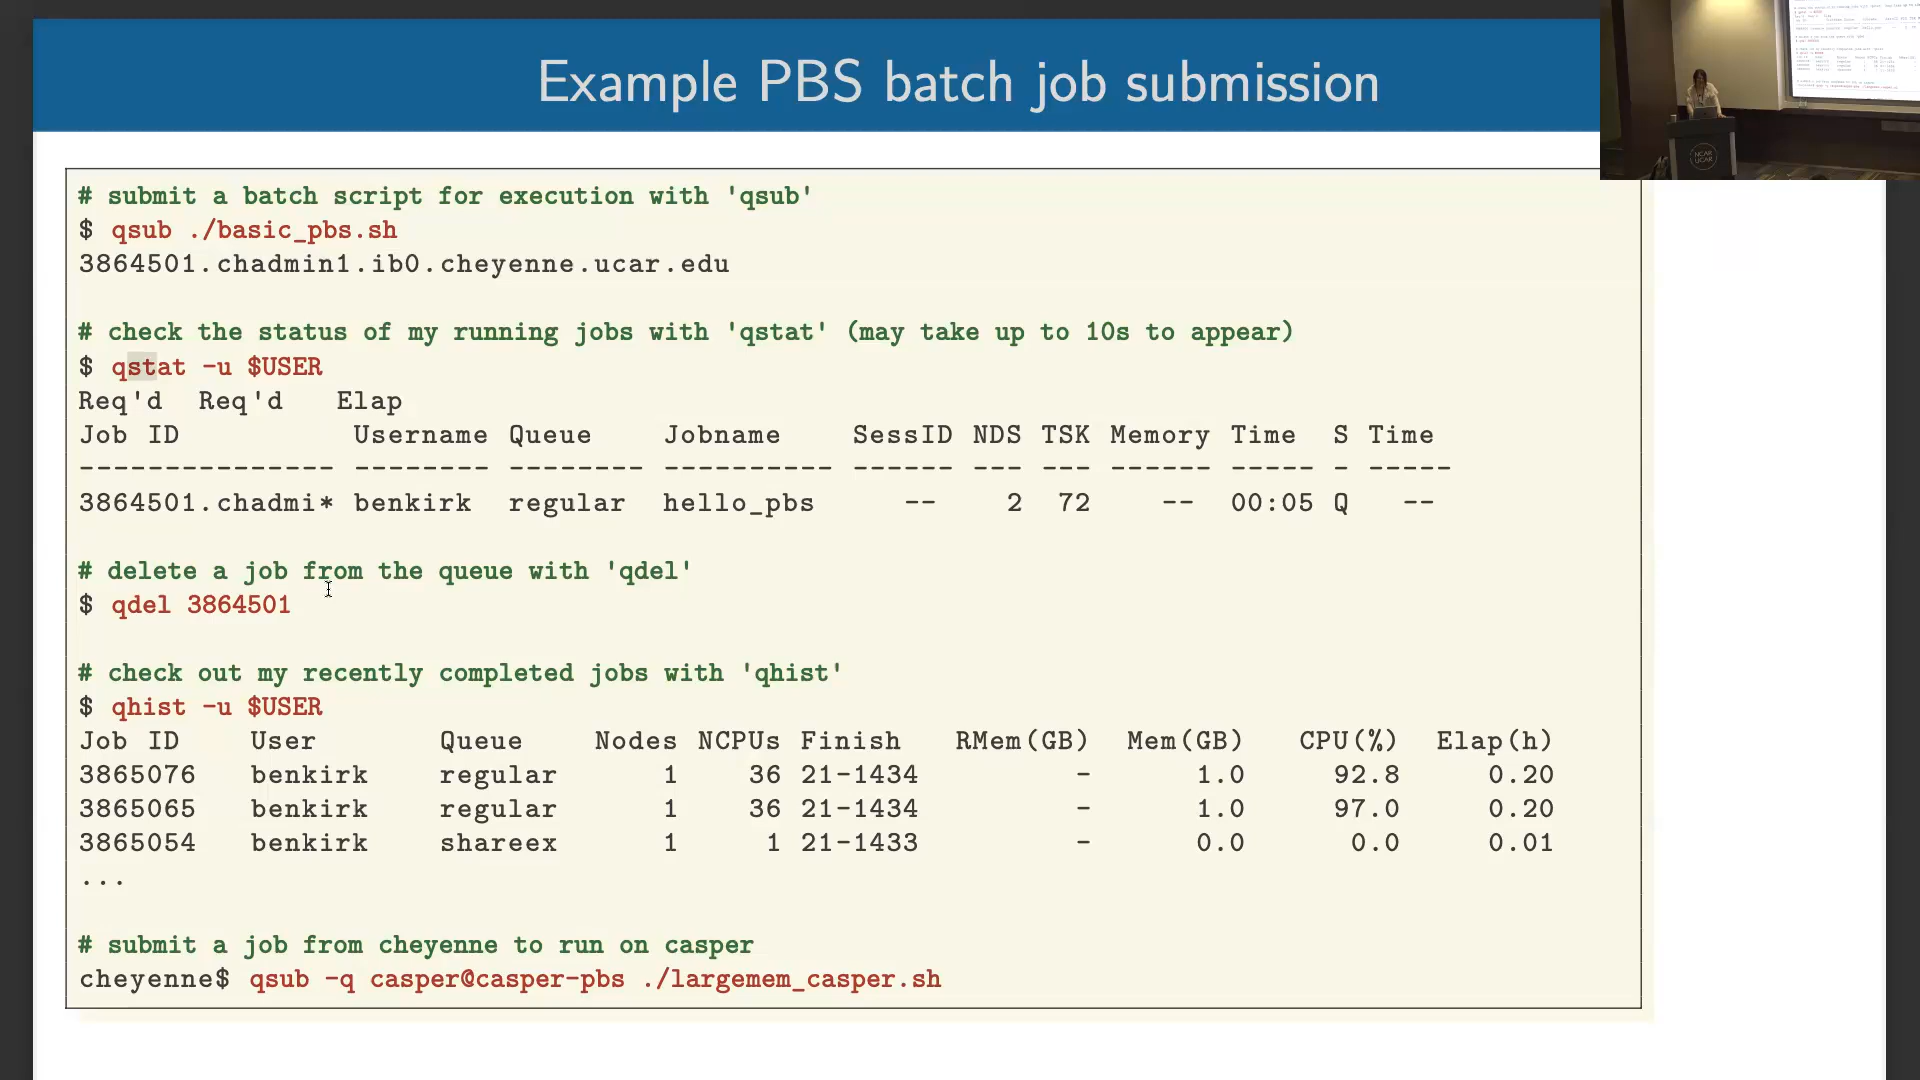 Example PBS batch job submission
# submit a batch script for execution with 'qsub'
$ qsub ./basic_pbs.sh
3864501.chadmin1.ib0.cheyenne.ucar.edu
# check the status of my running jobs with 'qstat' (may take up to 10s to appear)
$ qstat -u $USER
Req'd Req'd Elap
Job ID Username Queue Jobname SessID NDS TSK Memory Time S Time
--------------- -------- -------- ---------- ------ --- --- ------ ----- - -----
3864501.chadmi* benkirk regular hello_pbs -- 2 72 -- 00:05 Q --
# delete a job from the queue with 'qdel'
$ qdel 3864501
# check out my recently completed jobs with 'qhist'
$ qhist -u $USER
Job ID User Queue Nodes NCPUs Finish RMem(GB) Mem(GB) CPU(%) Elap(h)
3865076 benkirk regular 1 36 21-1434 - 1.0 92.8 0.20
3865065 benkirk regular 1 36 21-1434 - 1.0 97.0 0.20
3865054 benkirk shareex 1 1 21-1433 - 0.0 0.0 0.01
...
# submit a job from cheyenne to run on casper
cheyenne$ qsub -q casper@casper-pbs ./largemem_casper.sh
NCAR
UCAR